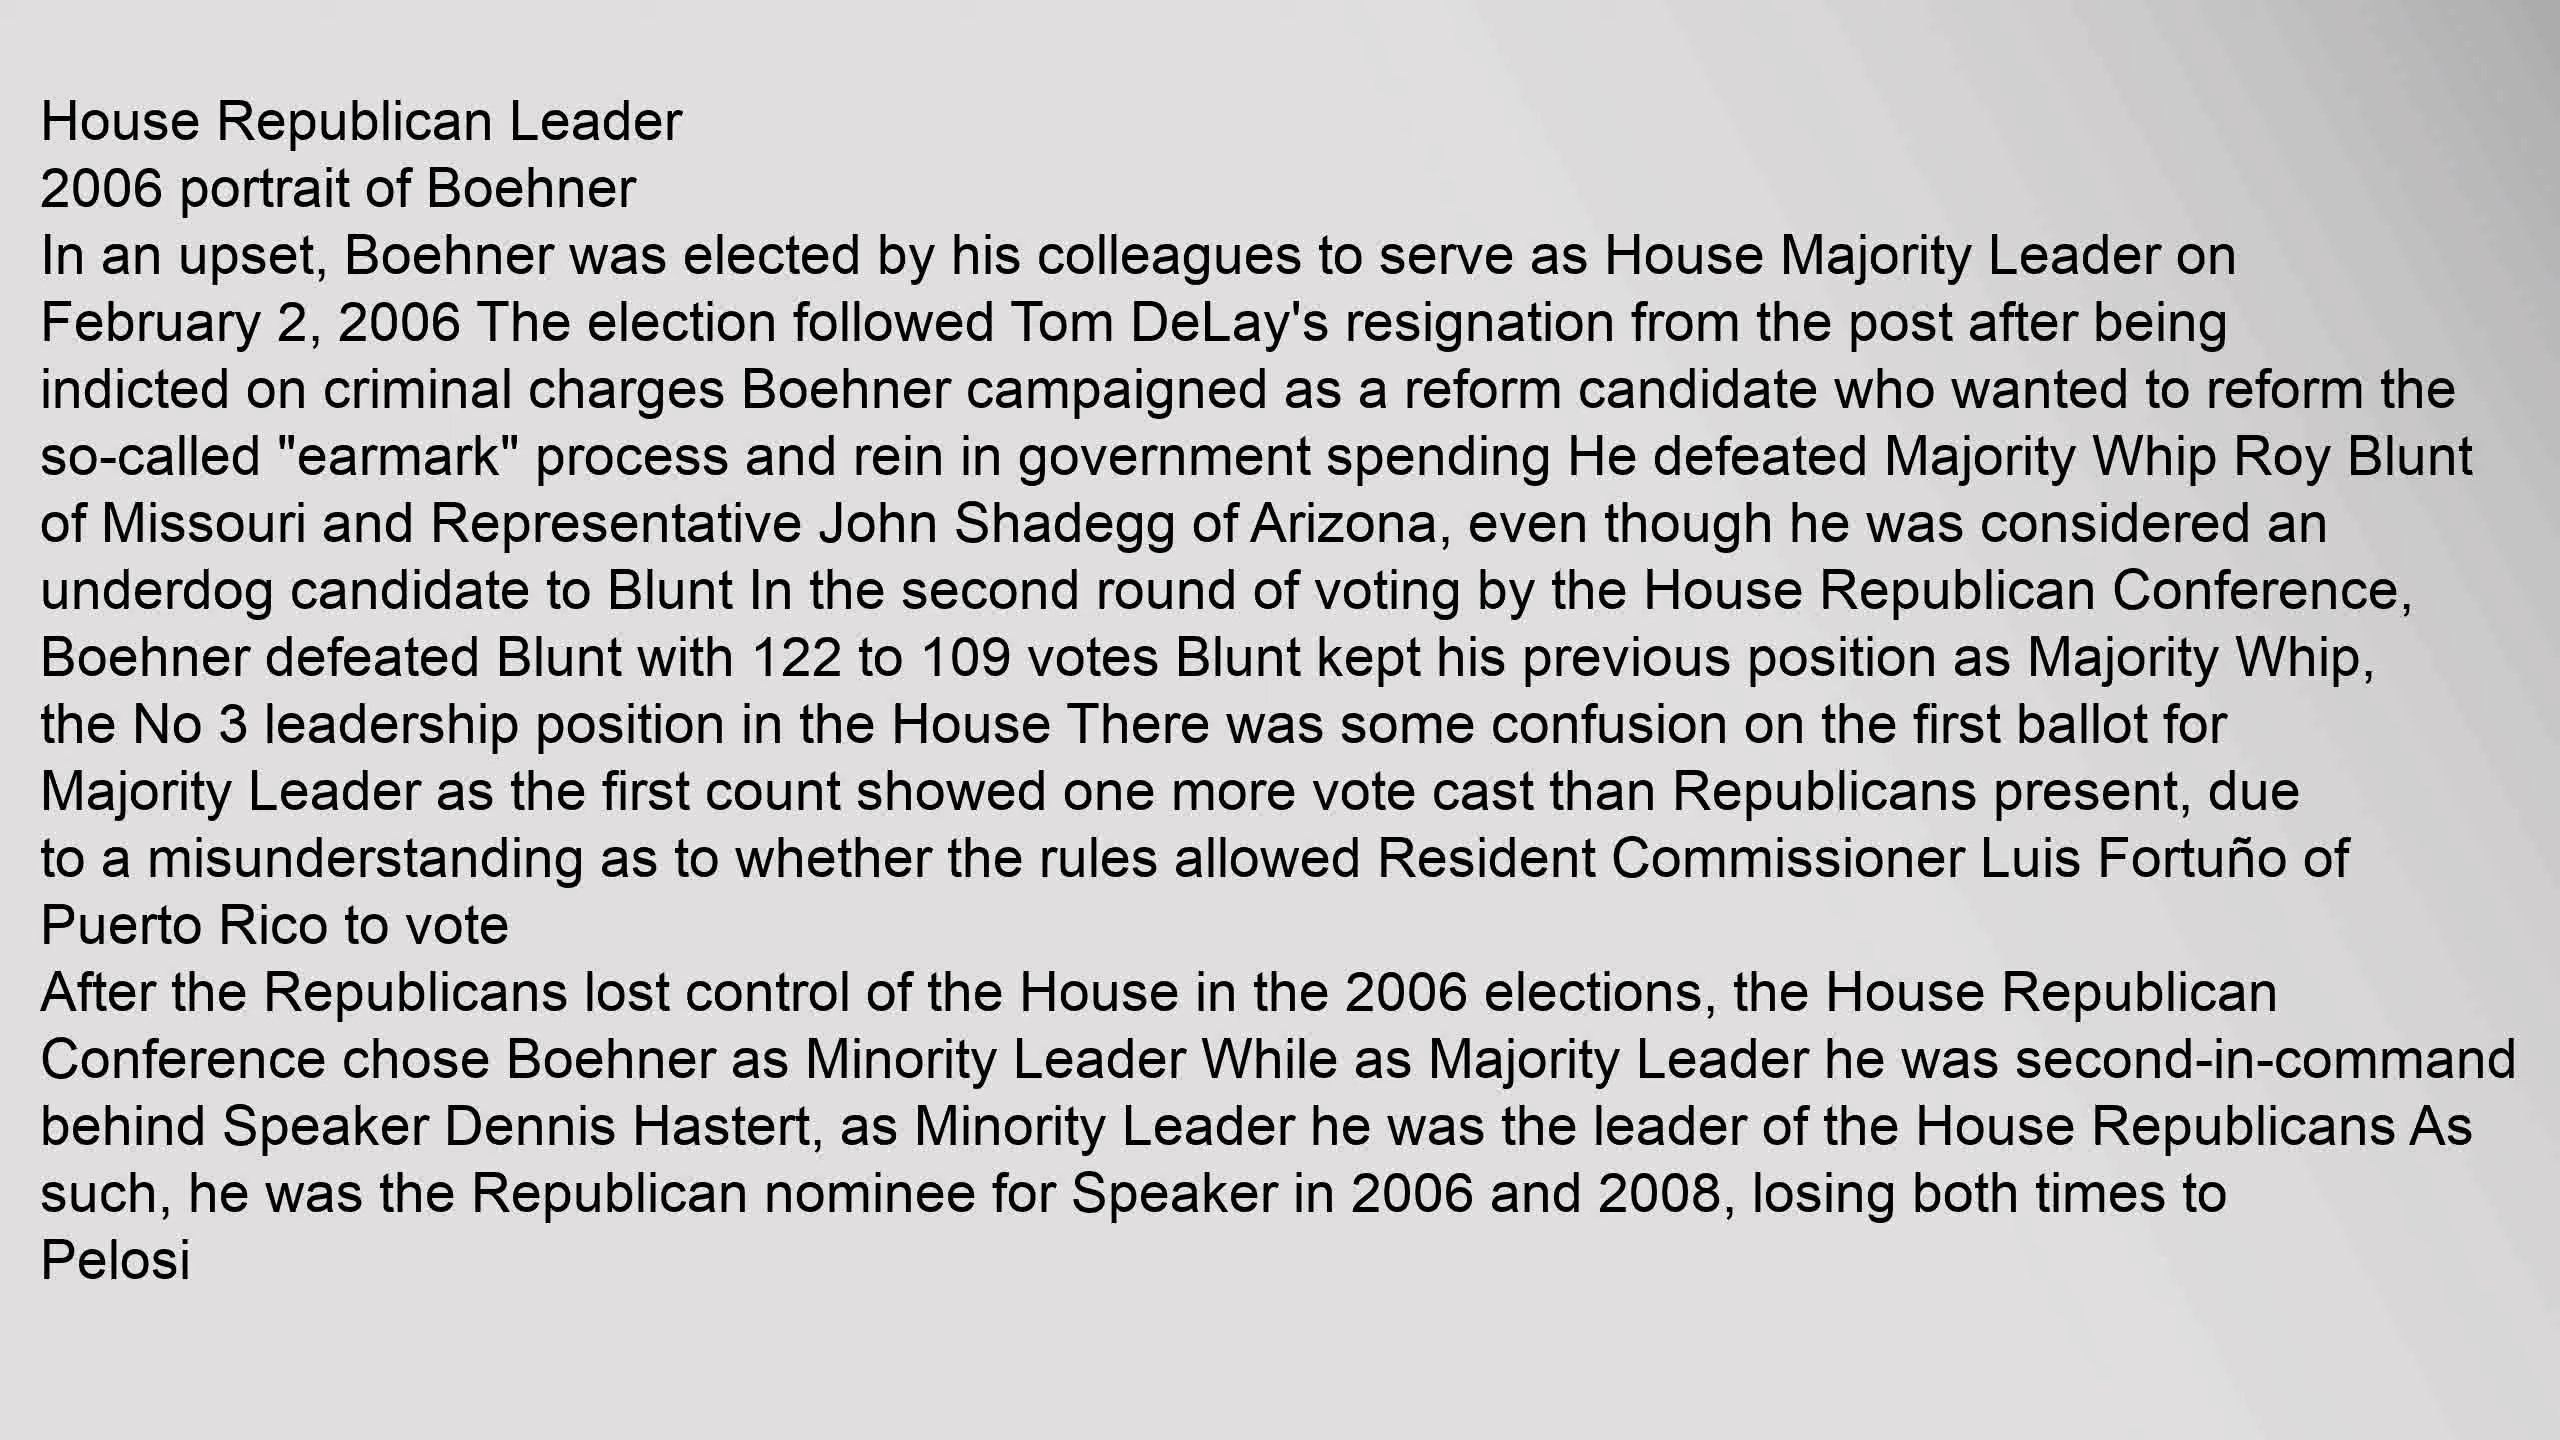 House Republican Leader
2006 portrait of Boehner
In an upset, Boehner was elected by his colleagues to serve as House Majority Leader on
February 2, 2006 The election followed Tom DeLay's resignation from the post after being
indicted on criminal charges Boehner campaigned as a reform candidate who wanted to reform the
so-called "earmark" process and rein in government spending He defeated Majority Whip Roy Blunt
of Missouri and Representative John Shadegg of Arizona, even though he was considered an
underdog candidate to Blunt In the second round of voting by the House Republican Conference,
Boehner defeated Blunt with 122 to 109 votes Blunt kept his previous position as Majority Whip,
the No 3 leadership position in the House There was some confusion on the first ballot for
Majority Leader as the first count showed one more vote cast than Republicans present, due
to a misunderstanding as to whether the rules allowed Resident Commissioner Luis Fortuño of
Puerto Rico to vote
After the Republicans lost control of the House in the 2006 elections, the House Republican
Conference chose Boehner as Minority Leader While as Majority Leader he was second-in-command
behind Speaker Dennis Hastert, as Minority Leader he was the leader of the House Republicans As
such, he was the Republican nominee for Speaker in 2006 and 2008, losing both times to
Pelosi